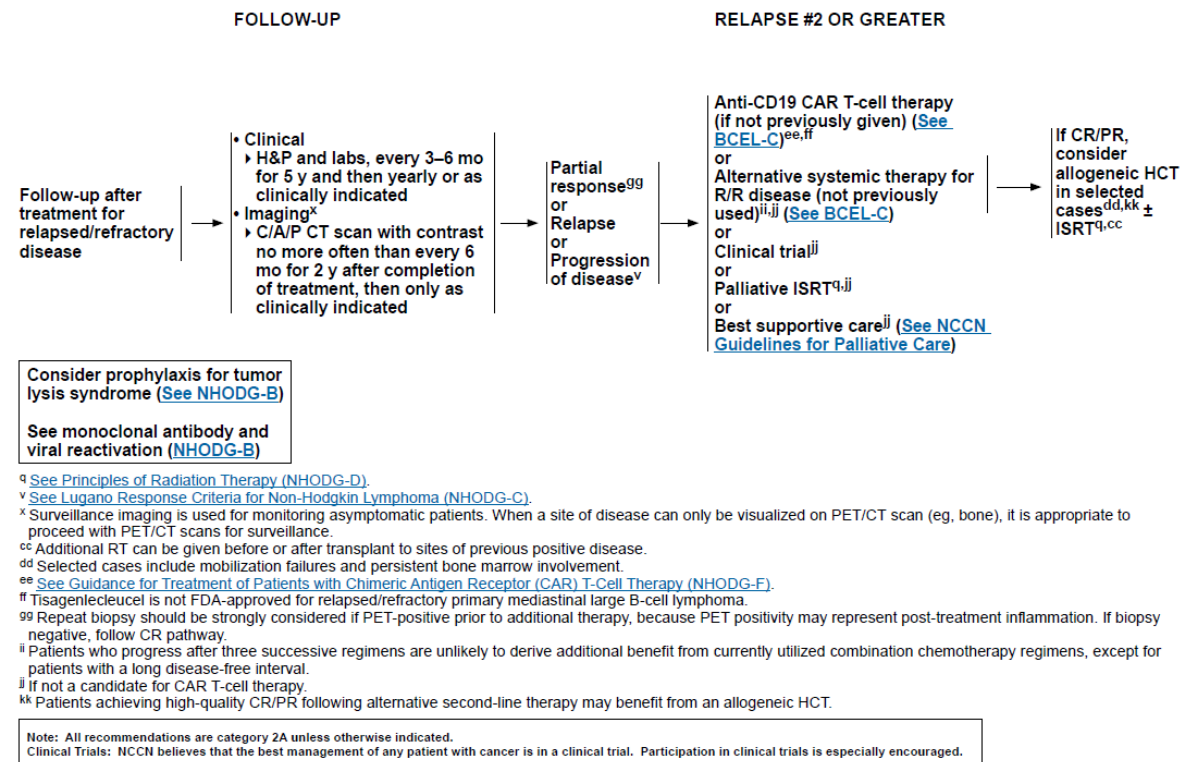 FOLLOW-UP
RELAPSE #2 OR GREATER
Follow-up after
treatment for
relapsed/refractory
disease
• Clinical
▸ H&P and labs, every 3–6 mo
for 5 y and then yearly or as
clinically indicated
• Imagingˣ
▸ C/A/P CT scan with contrast
no more often than every 6
mo for 2 y after completion
of treatment, then only as
clinically indicated
Partial
responsegg
or
Relapse
or
Progression
of diseasev
Anti-CD19 CAR T-cell therapy
(if not previously given) (See
BCEL-C)ee,ff
or
Alternative systemic therapy for
R/R disease (not previously
used)ii,jj (See BCEL-C)
or
Clinical trialjj
or
Palliative ISRTq,jj
or
Best supportive carejj (See NCCN
Guidelines for Palliative Care)
If CR/PR,
consider
allogeneic HCT
in selected
casesdd,kk ±
ISRTq,cc
Consider prophylaxis for tumor
lysis syndrome (See NHODG-B)
See monoclonal antibody and
viral reactivation (NHODG-B)
q See Principles of Radiation Therapy (NHODG-D).
v See Lugano Response Criteria for Non-Hodgkin Lymphoma (NHODG-C).
x Surveillance imaging is used for monitoring asymptomatic patients. When a site of disease can only be visualized on PET/CT scan (eg, bone), it is appropriate to
proceed with PET/CT scans for surveillance.
cc Additional RT can be given before or after transplant to sites of previous positive disease.
dd Selected cases include mobilization failures and persistent bone marrow involvement.
ee See Guidance for Treatment of Patients with Chimeric Antigen Receptor (CAR) T-Cell Therapy (NHODG-F).
ff Tisagenlecleucel is not FDA-approved for relapsed/refractory primary mediastinal large B-cell lymphoma.
gg Repeat biopsy should be strongly considered if PET-positive prior to additional therapy, because PET positivity may represent post-treatment inflammation. If biopsy
negative, follow CR pathway.
ii Patients who progress after three successive regimens are unlikely to derive additional benefit from currently utilized combination chemotherapy regimens, except for
patients with a long disease-free interval.
jj If not a candidate for CAR T-cell therapy.
kk Patients achieving high-quality CR/PR following alternative second-line therapy may benefit from an allogeneic HCT.
Note: All recommendations are category 2A unless otherwise indicated.
Clinical Trials: NCCN believes that the best management of any patient with cancer is in a clinical trial. Participation in clinical trials is especially encouraged.